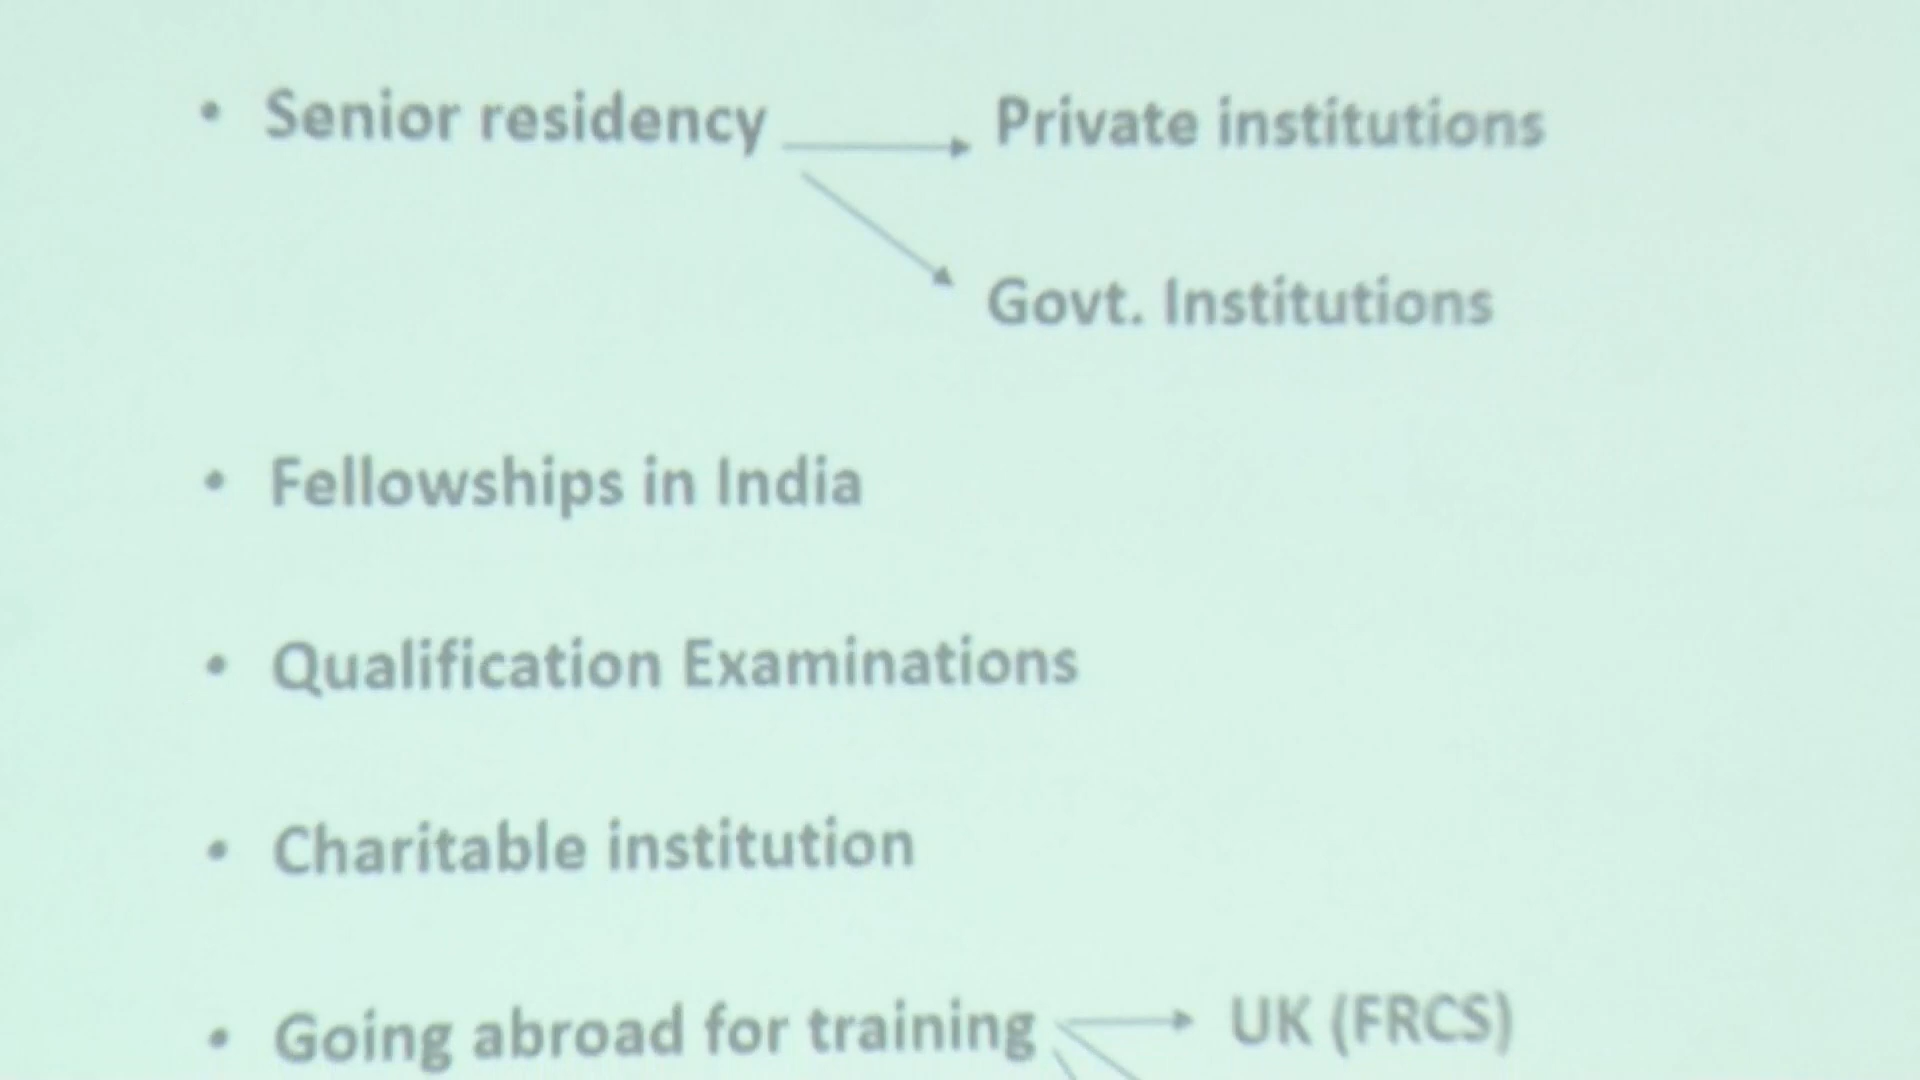 • Senior residency Private institutions
Govt. Institutions
• Fellowships in India
• Qualification Examinations
• Charitable institution
• Going abroad for training UK (FRCS)